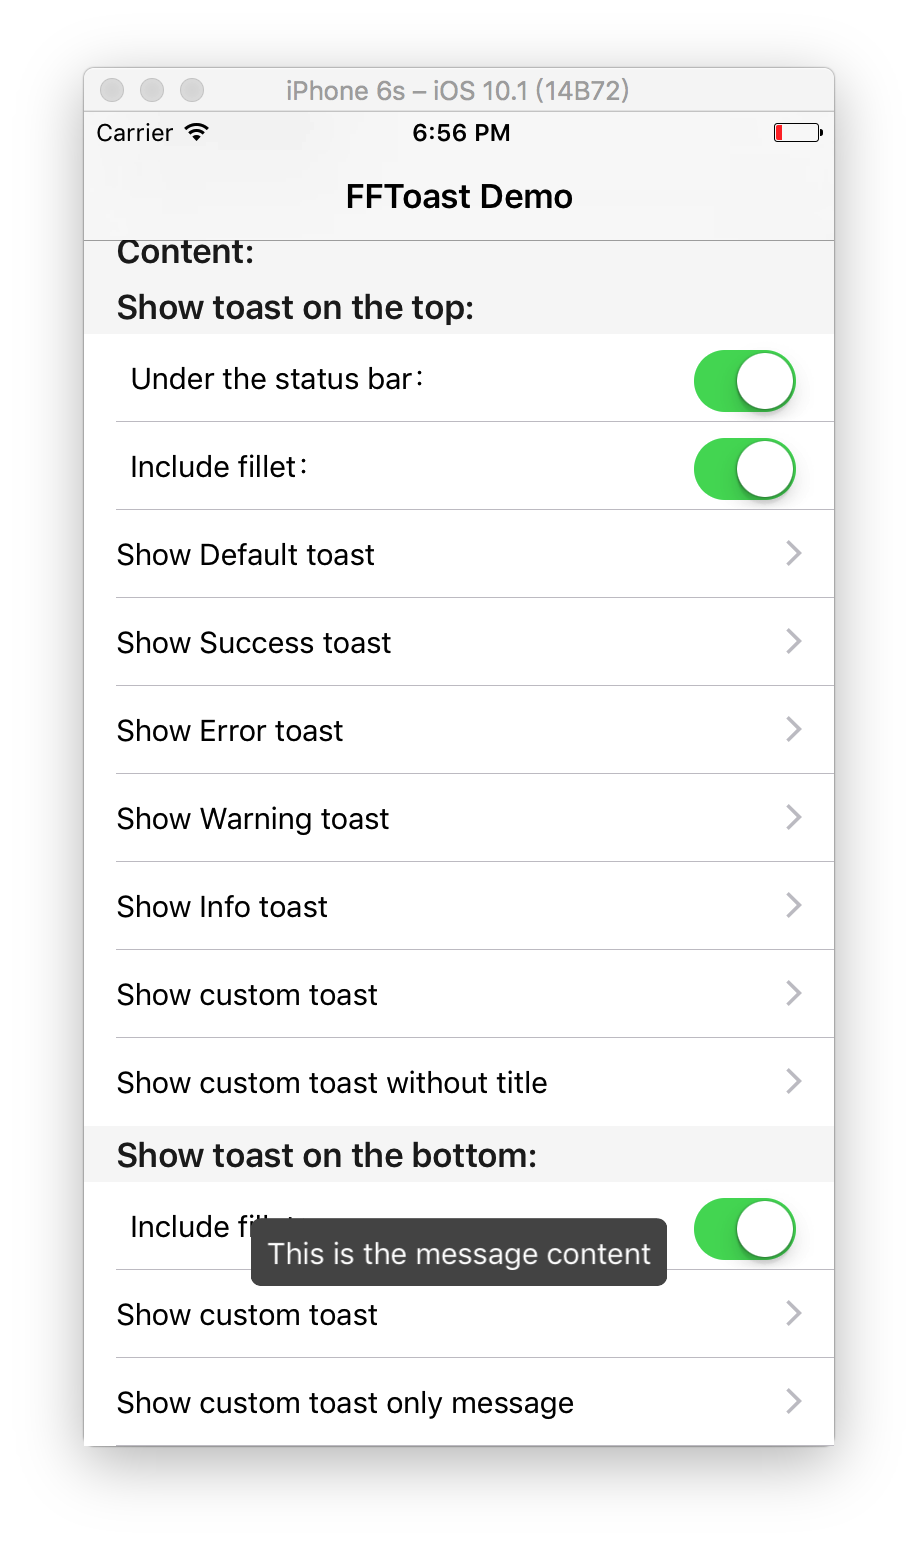 iPhone 6s – iOS 10.1 (14B72)
Carrier 6:56 PM
FFToast Demo
Content:
Show toast on the top:
Under the status bar：
Include fillet：
Show Default toast
Show Success toast
Show Error toast
Show Warning toast
Show Info toast
Show custom toast
Show custom toast without title
Show toast on the bottom:
Include
This is the message content
Show custom toast
Show custom toast only message